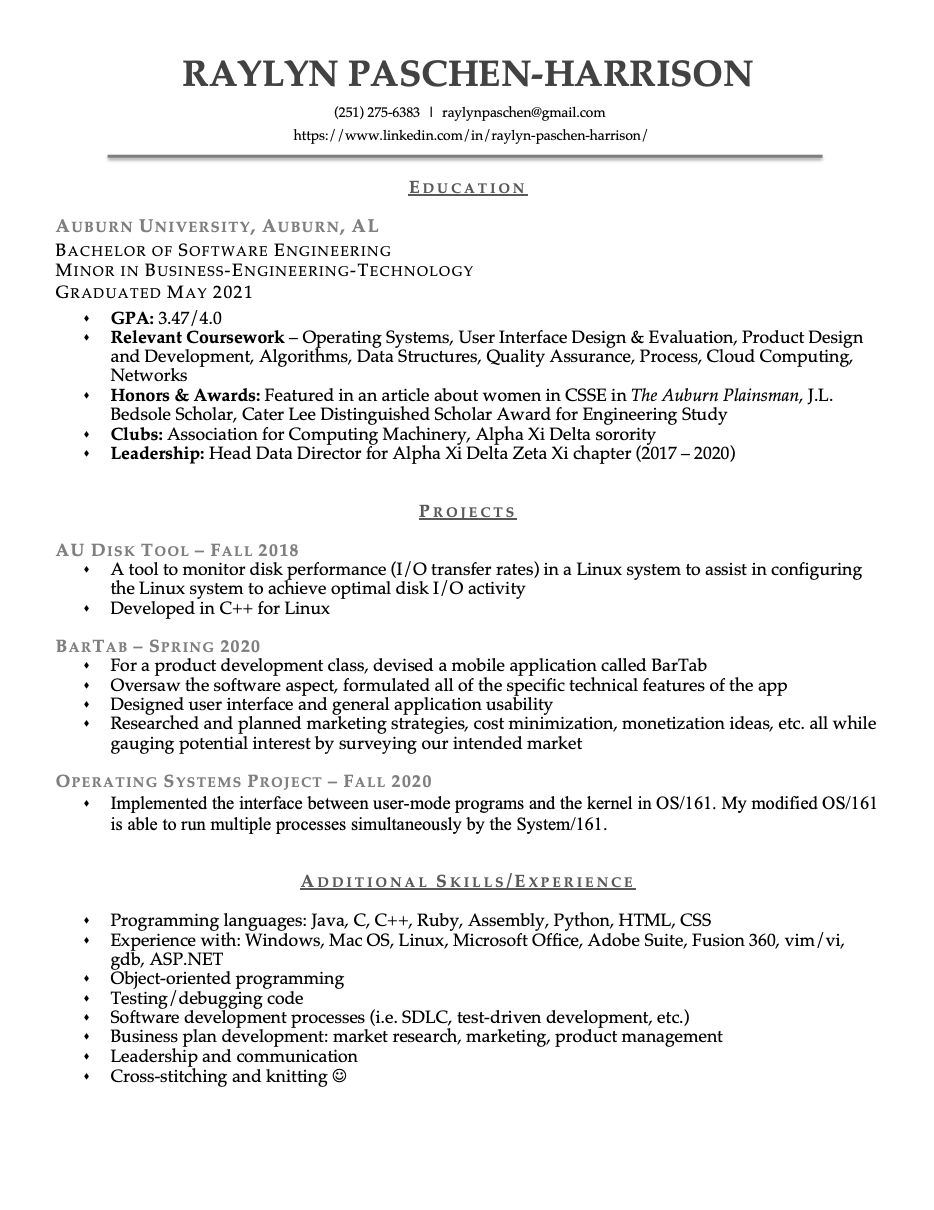 RAYLYN PASCHEN-HARRISON
(251) 275-6383 | raylynpaschen@gmail.com
https://www.linkedin.com/in/raylyn-paschen-harrison/
EDUCATION
AUBURN UNIVERSITY, AUBURN, AL
BACHELOR OF SOFTWARE ENGINEERING
MINOR IN BUSINESS-ENGINEERING-TECHNOLOGY
GRADUATED MAY 2021
⬧ GPA: 3.47/4.0
⬧ Relevant Coursework – Operating Systems, User Interface Design & Evaluation, Product Design
and Development, Algorithms, Data Structures, Quality Assurance, Process, Cloud Computing,
Networks
⬧ Honors & Awards: Featured in an article about women in CSSE in The Auburn Plainsman, J.L.
Bedsole Scholar, Cater Lee Distinguished Scholar Award for Engineering Study
⬧ Clubs: Association for Computing Machinery, Alpha Xi Delta sorority
⬧ Leadership: Head Data Director for Alpha Xi Delta Zeta Xi chapter (2017 – 2020)
PROJECTS
AU DISK TOOL – FALL 2018
⬧ A tool to monitor disk performance (I/O transfer rates) in a Linux system to assist in configuring
the Linux system to achieve optimal disk I/O activity
⬧ Developed in C++ for Linux
BARTAB – SPRING 2020
⬧ For a product development class, devised a mobile application called BarTab
⬧ Oversaw the software aspect, formulated all of the specific technical features of the app
⬧ Designed user interface and general application usability
⬧ Researched and planned marketing strategies, cost minimization, monetization ideas, etc. all while
gauging potential interest by surveying our intended market
OPERATING SYSTEMS PROJECT – FALL 2020
⬧ Implemented the interface between user-mode programs and the kernel in OS/161. My modified OS/161
is able to run multiple processes simultaneously by the System/161.
ADDITIONAL SKILLS/EXPERIENCE
⬧ Programming languages: Java, C, C++, Ruby, Assembly, Python, HTML, CSS
⬧ Experience with: Windows, Mac OS, Linux, Microsoft Office, Adobe Suite, Fusion 360, vim/vi,
gdb, ASP.NET
⬧ Object-oriented programming
⬧ Testing/debugging code
⬧ Software development processes (i.e. SDLC, test-driven development, etc.)
⬧ Business plan development: market research, marketing, product management
⬧ Leadership and communication
⬧ Cross-stitching and knitting ☺